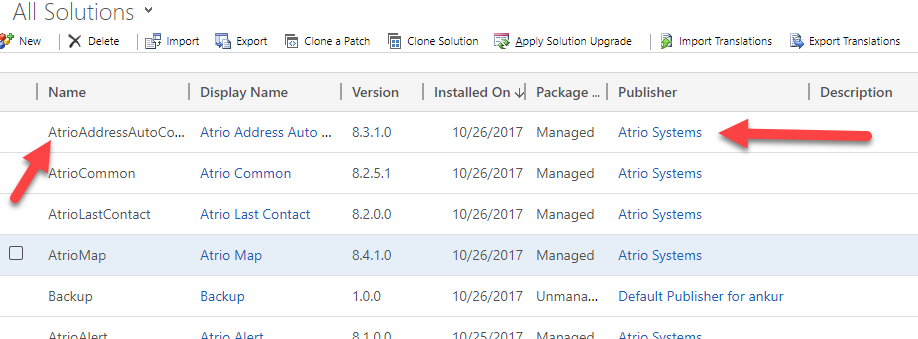 All Solutions
New Delete Import Export Clone a Patch Clone Solution Apply Solution Upgrade Import Translations Export Translations
Name Display Name Version Installed On Package ... Publisher Description
AtrioAddressAutoCo... Atrio Address Auto ... 8.3.1.0 10/26/2017 Managed Atrio Systems
AtrioCommon Atrio Common 8.2.5.1 10/26/2017 Managed Atrio Systems
AtrioLastContact Atrio Last Contact 8.2.0.0 10/26/2017 Managed Atrio Systems
AtrioMap Atrio Map 8.4.1.0 10/26/2017 Managed Atrio Systems
Backup Backup 1.0.0 10/26/2017 Unmana... Default Publisher for ankur
AtrioAlert Atrio Alert 8.1.0.0 10/25/2017 Managed Atrio Systems